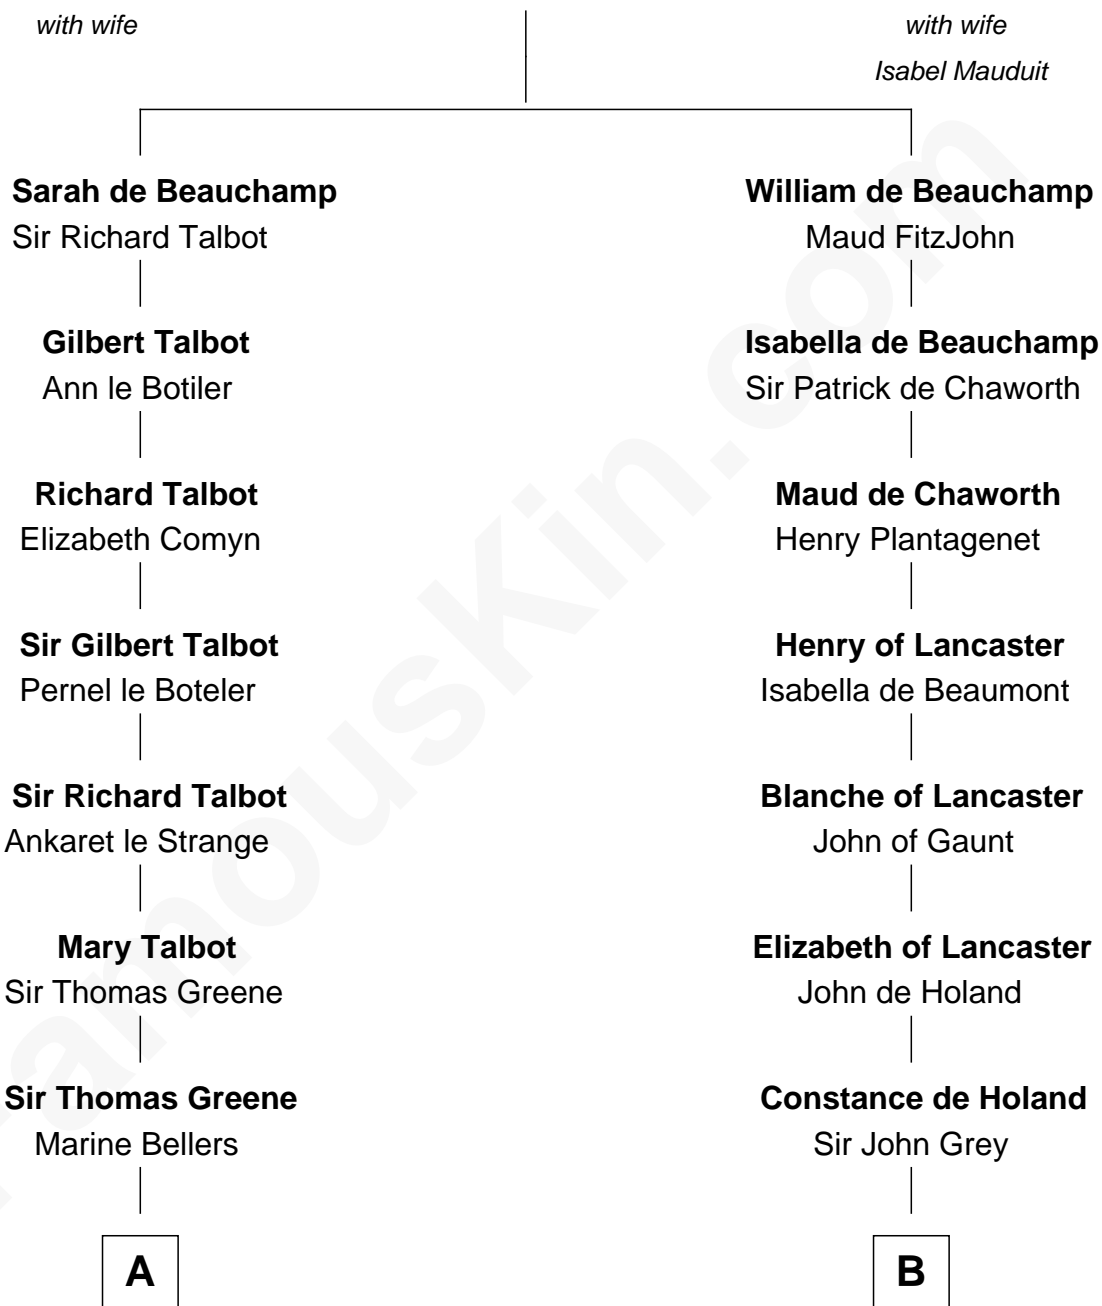 with wife
with wife
Isabel Mauduit
Sarah de Beauchamp
Sir Richard Talbot
William de Beauchamp
Maud FitzJohn
Gilbert Talbot
Ann le Botiler
Isabella de Beauchamp
Sir Patrick de Chaworth
Richard Talbot
Elizabeth Comyn
Maud de Chaworth
Henry Plantagenet
Sir Gilbert Talbot
Pernel le Boteler
Henry of Lancaster
Isabella de Beaumont
Sir Richard Talbot
Ankaret le Strange
Blanche of Lancaster
John of Gaunt
Mary Talbot
Sir Thomas Greene
Elizabeth of Lancaster
John de Holand
Sir Thomas Greene
Marine Bellers
Constance de Holand
Sir John Grey
A
B
FamousKin.com